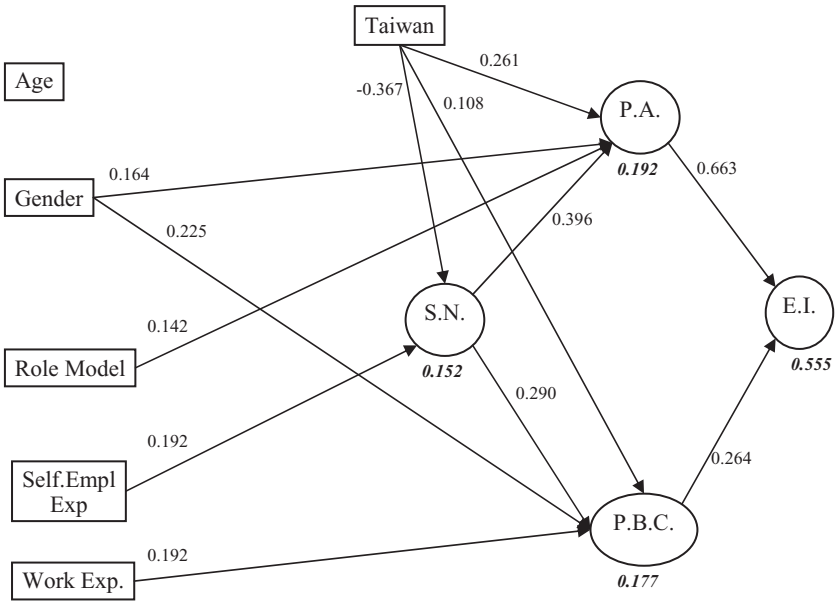 Taiwan
0.261
Age
-0.367
0.108
P.A.
0.164
0.192
0.663
Gender
0.225
0.396
0.142
S.N.
E.I.
Role Model
0.152
0.555
0.290
0.192
Self.Empl
Exp
0.264
P.B.C.
0.192
Work Exp.
0.177